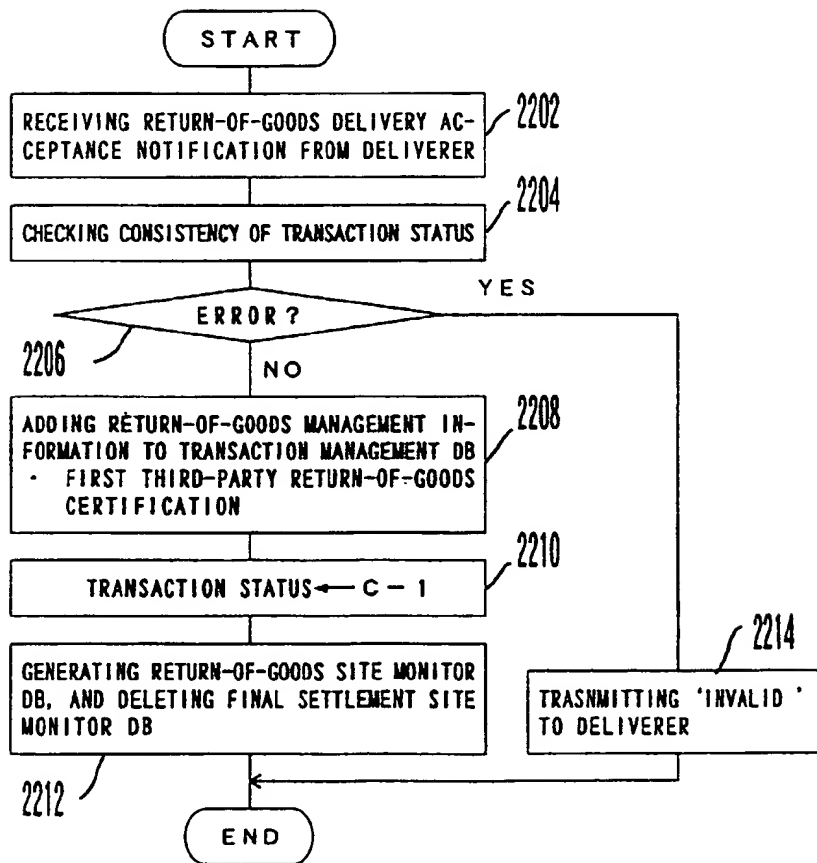 START
RECEIVING RETURN-OF-GOODS DELIVERY AC-
CEPTANCE NOTIFICATION FROM DELIVERER
2202
CHECKING CONSISTENCY OF TRANSACTION STATUS
2204
ERROR?
YES
2206
NO
ADDING RETURN-OF-GOODS MANAGEMENT IN-
FORMATION TO TRANSACTION MANAGEMENT DB
· FIRST THIRD-PARTY RETURN-OF-GOODS
CERTIFICATION
2208
TRANSACTION STATUS ← C - 1
2210
GENERATING RETURN-OF-GOODS SITE MONITOR
DB, AND DELETING FINAL SETTLEMENT SITE
MONITOR DB
2212
2214
TRASNMITTING 'INVALID '
TO DELIVERER
END